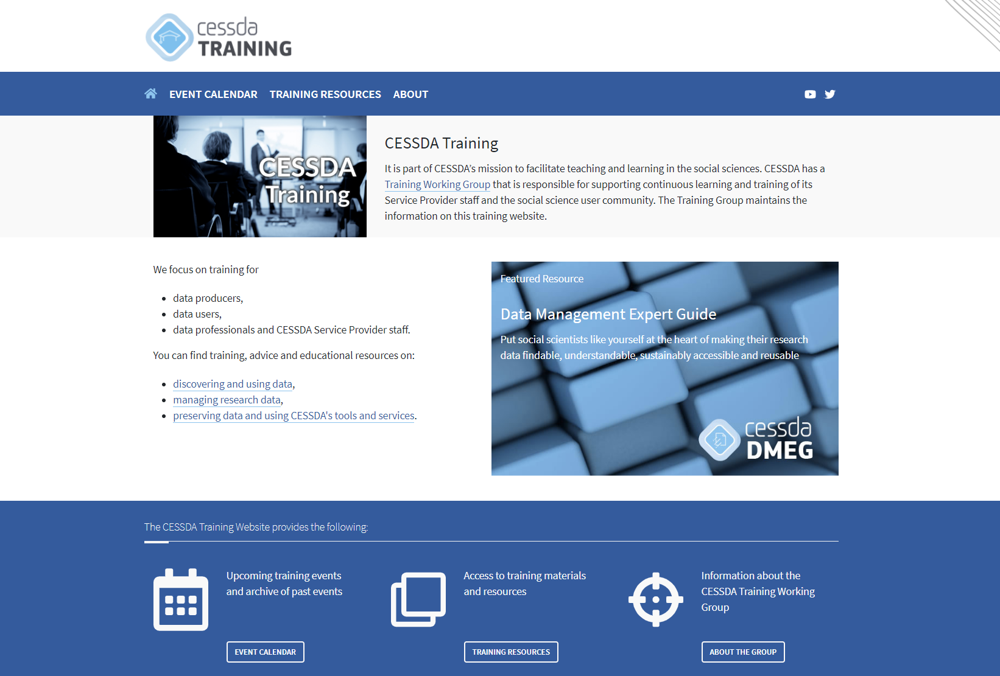 cessda
TRAINING
EVENT CALENDAR TRAINING RESOURCES ABOUT
CESSDA
Training
CESSDA Training
It is part of CESSDA’s mission to facilitate teaching and learning in the social sciences. CESSDA has a
Training Working Group that is responsible for supporting continuous learning and training of its
Service Provider staff and the social science user community. The Training Group maintains the
information on this training website.
We focus on training for
data producers,
data users,
data professionals and CESSDA Service Provider staff.
You can find training, advice and educational resources on:
discovering and using data,
managing research data,
preserving data and using CESSDA's tools and services.
Featured Resource
Data Management Expert Guide
Put social scientists like yourself at the heart of making their research
data findable, understandable, sustainably accessible and reusable
cessda
DMEG
The CESSDA Training Website provides the following:
Upcoming training events
and archive of past events
EVENT CALENDAR
Access to training materials
and resources
TRAINING RESOURCES
Information about the
CESSDA Training Working
Group
ABOUT THE GROUP